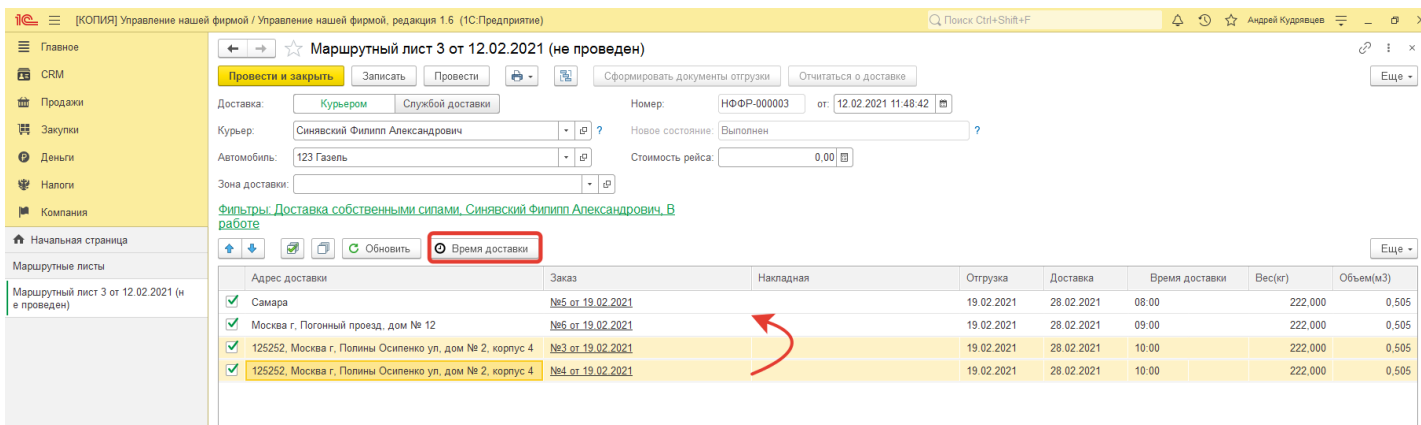 1С [КОПИЯ] Управление нашей фирмой / Управление нашей фирмой, редакция 1.6 (1С:Предприятие) Поиск Ctrl+Shift+F Андрей Кудрявцев
Главное
CRM
Продажи
Закупки
Деньги
Налоги
Компания
Начальная страница
Маршрутные листы
Маршрутный лист 3 от 12.02.2021 (н
е проведен)
Маршрутный лист 3 от 12.02.2021 (не проведен)
Провести и закрыть Записать Провести Сформировать документы отгрузки Отчитаться о доставке Еще
Доставка: Курьером Службой доставки Номер: НФФР-000003 от: 12.02.2021 11:48:42
Курьер: Синявский Филипп Александрович ? Новое состояние: Выполнен ?
Автомобиль: 123 Газель Стоимость рейса: 0,00
Зона доставки:
Фильтры: Доставка собственными силами, Синявский Филипп Александрович, В
работе
Обновить Время доставки Еще
Адрес доставки Заказ Накладная Отгрузка Доставка Время доставки Вес(кг) Объем(м3)
Самара №5 от 19.02.2021 19.02.2021 28.02.2021 08:00 222,000 0,505
Москва г, Погонный проезд, дом № 12 №6 от 19.02.2021 19.02.2021 28.02.2021 09:00 222,000 0,505
125252, Москва г, Полины Осипенко ул, дом № 2, корпус 4 №3 от 19.02.2021 19.02.2021 28.02.2021 10:00 222,000 0,505
125252, Москва г, Полины Осипенко ул, дом № 2, корпус 4 №4 от 19.02.2021 19.02.2021 28.02.2021 10:00 222,000 0,505